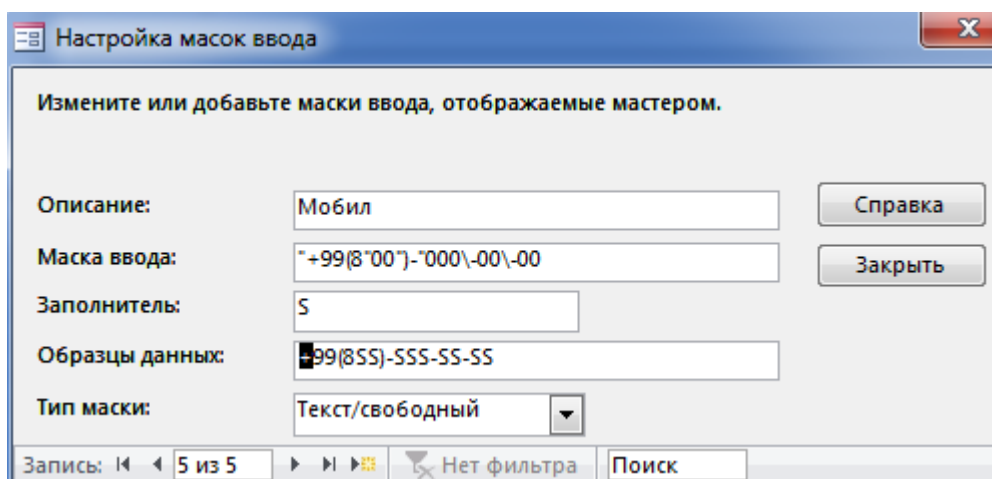 Настройка масок ввода
Измените или добавьте маски ввода, отображаемые мастером.
Описание: Мобил Справка
Маска ввода: "+99(8"00")-"000\-00\-00 Закрыть
Заполнитель: S
Образцы данных: +99(8SS)-SSS-SS-SS
Тип маски: Текст/свободный
Запись: 5 из 5 Нет фильтра Поиск